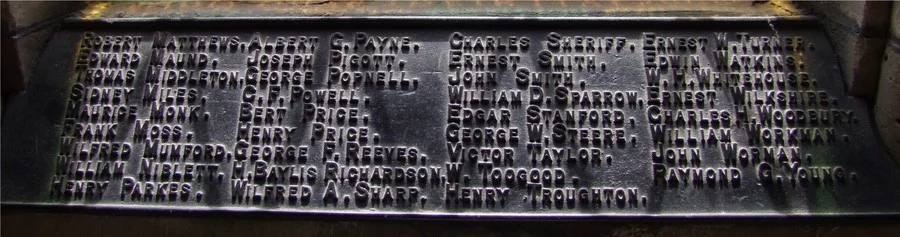 Robert Matthews.
Edward Maund.
Thomas Middleton.
Sidney Miles.
Maurice Monk.
Frank Moss.
Wilfred Mumford.
William Niblett.
Henry Parkes.
Albert G. Payne.
Joseph Pigott.
George Popnell.
G. F. Powell.
Bert Price.
Henry Price.
George F. Reeves.
H. Baylis Richardson.
Wilfred A. Sharp.
Charles Sheriff.
Ernest Smith.
John Smith.
William D. Sparrow.
Edgar Stanford.
George W. Steere.
Victor Taylor.
W. Toogood.
Henry Troughton.
Ernest W. Turner.
Edwin Watkins.
W. H. Whitehouse.
Ernest Wilkshire.
Charles H. Woodbury.
William Workman.
John Worman.
Raymond G. Young.